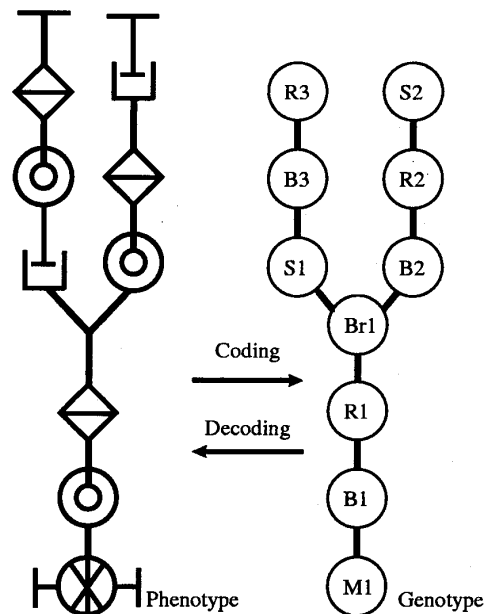 R3 S2
B3 R2
S1 B2
Br1
Coding
R1
Decoding
B1
M1
Phenotype Genotype